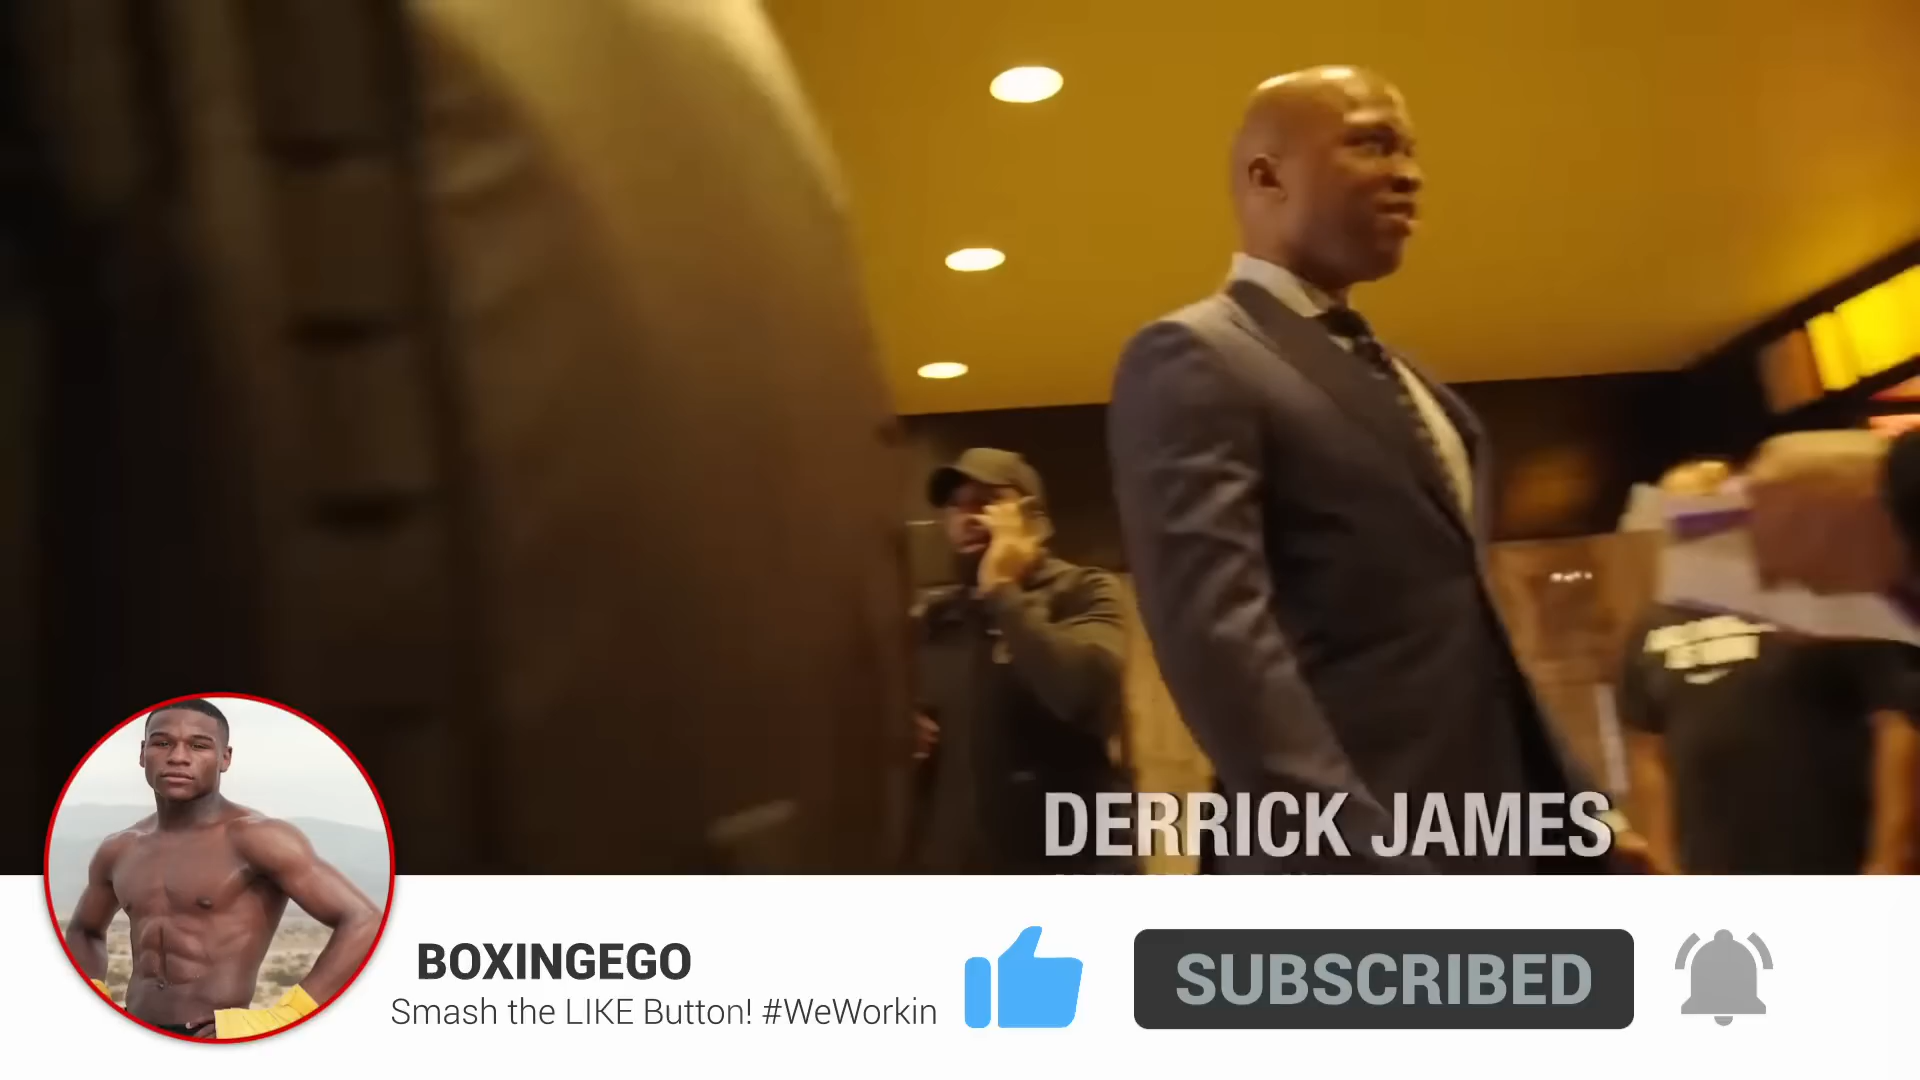 DERRICK JAMES
BOXINGEGO
Smash the LIKE Button! #WeWorkin
SUBSCRIBED